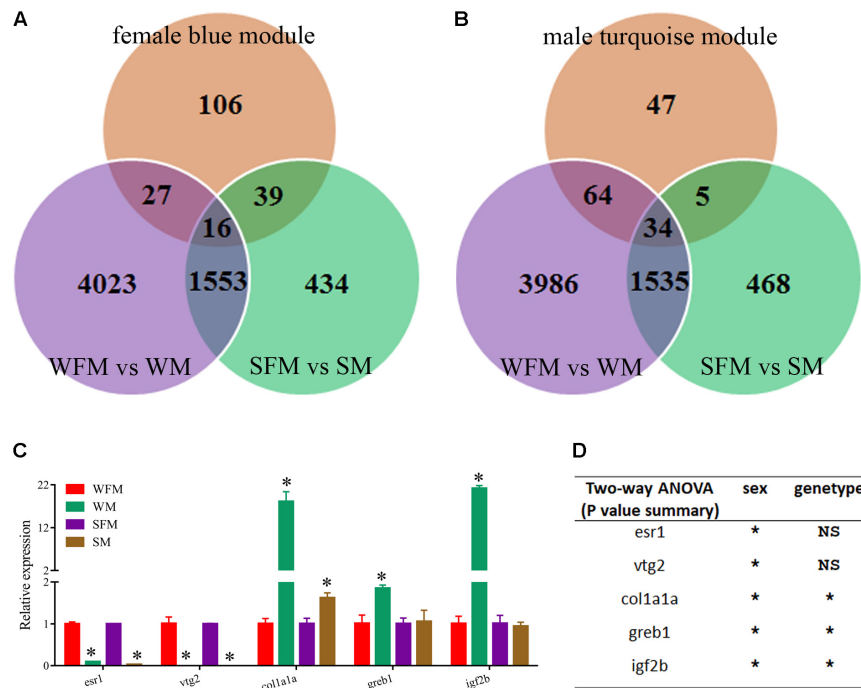 A
female blue module
106
27
39
16
4023
1553
434
WFM vs WM
SFM vs SM
B
male turquoise module
47
64
5
34
3986
1535
468
WFM vs WM
SFM vs SM
C
WFM
WM
SFM
SM
Relative expression
22
12
2
2
1
0
* * * * * * * *
esr1 vtg2 col1a1a greb1 igf2b
D
Two-way ANOVA (P value summary) sex genetype
esr1 * NS
vtg2 * NS
col1a1a * *
greb1 * *
igf2b * *